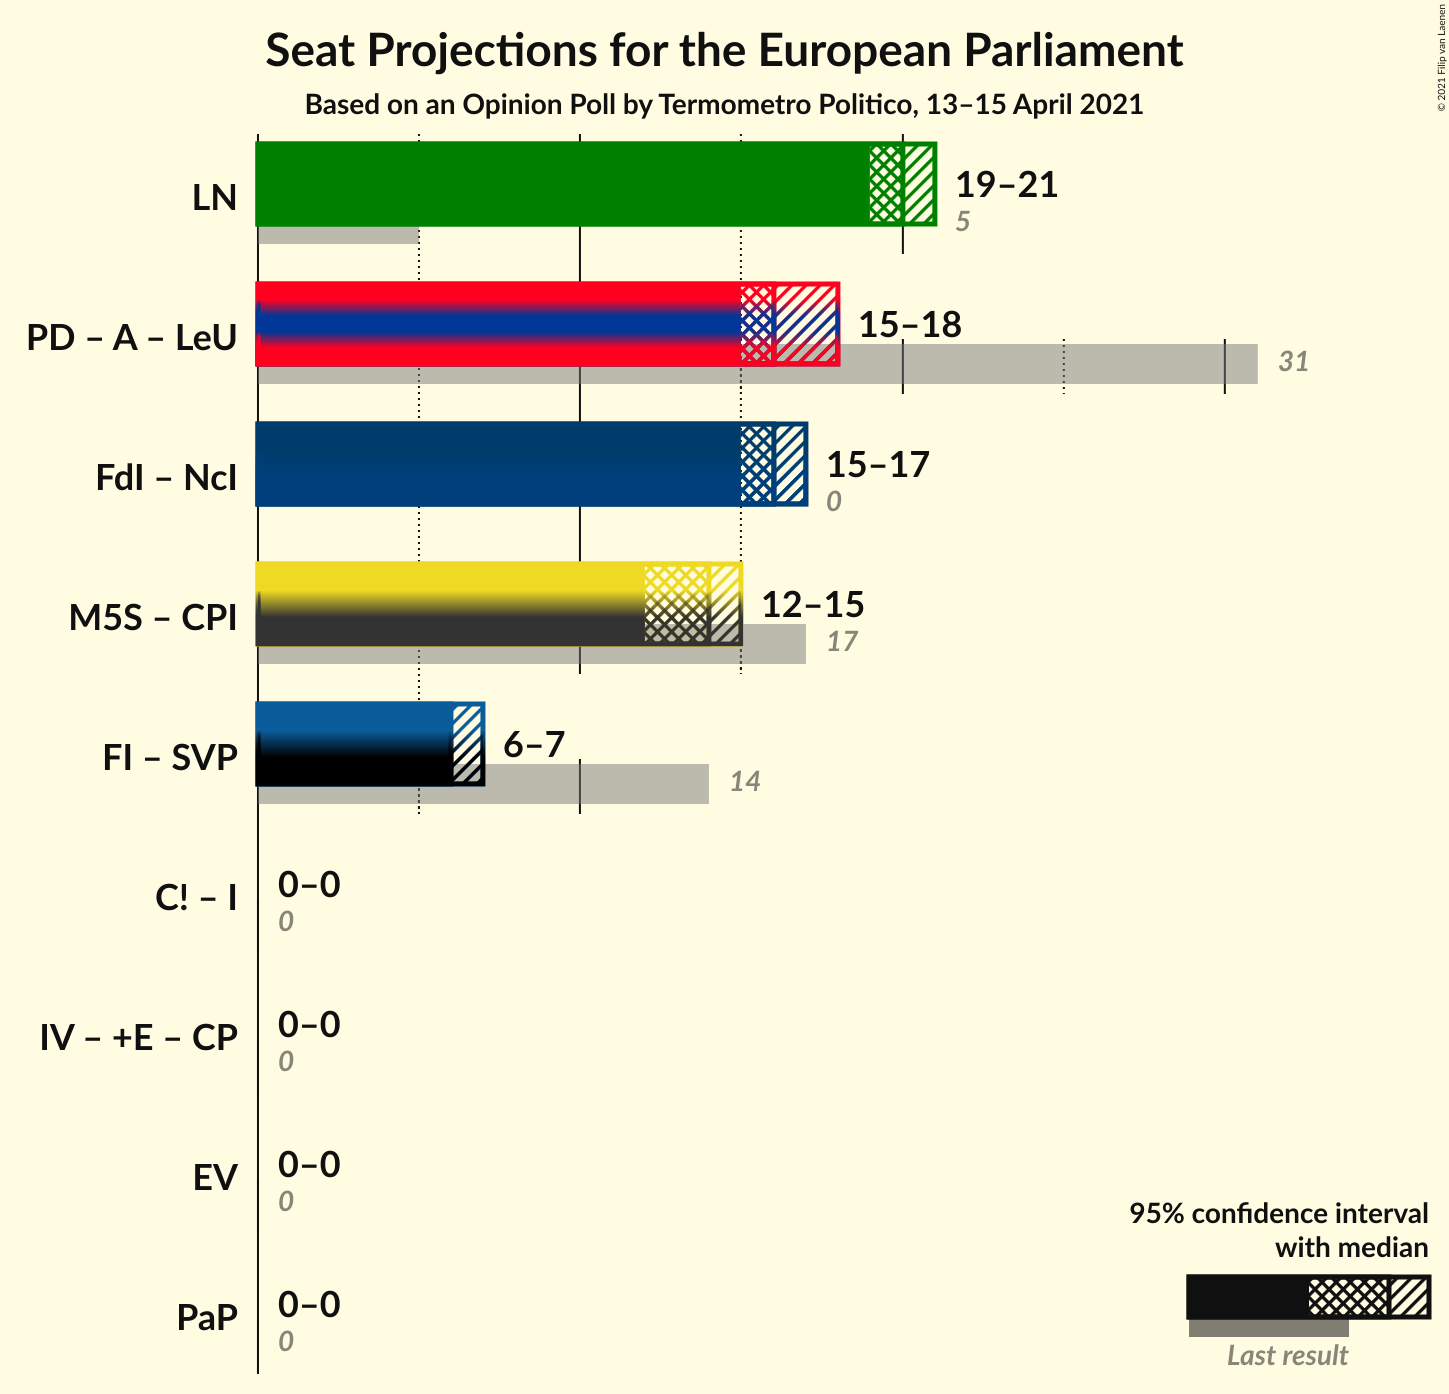 Seat Projections for the European Parliament
Based on an Opinion Poll by Termometro Politico, 13–15 April 2021
© 2021 Filip van Laenen
LN
19–21
5
PD – A – LeU
15–18
31
FdI – NcI
15–17
0
M5S – CPI
12–15
17
FI – SVP
6–7
14
C! – I
0–0
0
IV – +E – CP
0–0
0
EV
0–0
0
PaP
0–0
0
95% confidence interval
with median
Last result